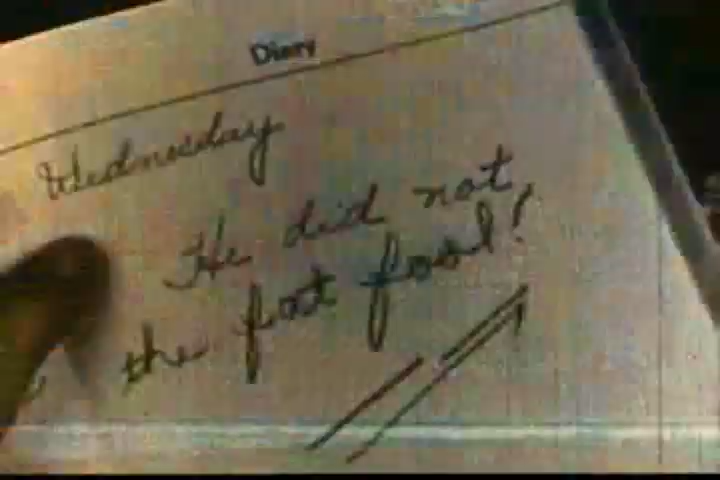 Diary
Wednesday
He did not,
the fat fool!